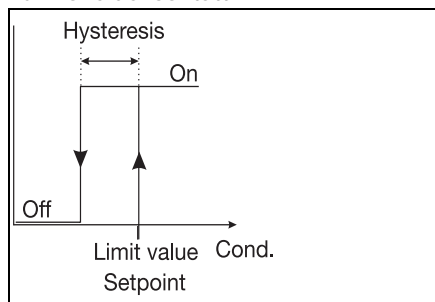 Hysteresis
On
Off
Limit value Cond.
Setpoint